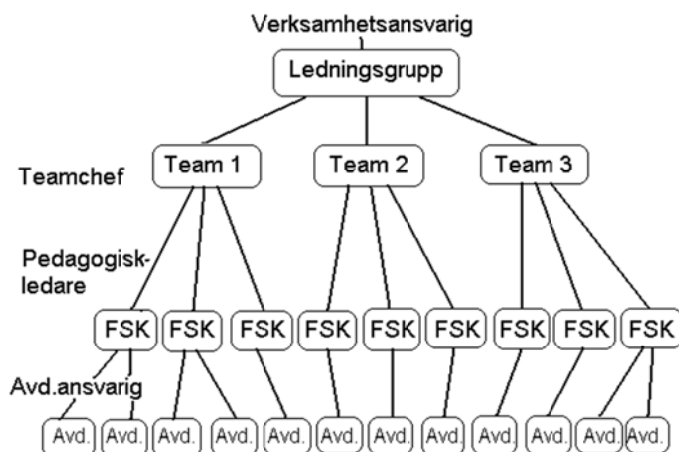 Verksamhetsansvarig
Ledningsgrupp
Teamchef
Team 1 Team 2 Team 3
Pedagogisk-
ledare
FSK FSK FSK FSK FSK FSK FSK FSK FSK
Avd.ansvarig
Avd. Avd. Avd. Avd. Avd. Avd. Avd. Avd. Avd. Avd. Avd. Avd.